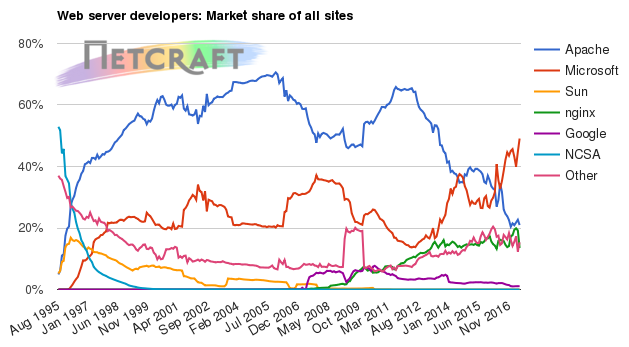 Web server developers: Market share of all sites
NETCRAFT
80%
60%
40%
20%
0%
Apache
Microsoft
Sun
nginx
Google
NCSA
Other
Aug 1995
Jan 1997
Jun 1998
Nov 1999
Apr 2001
Sep 2002
Feb 2004
Jul 2005
Dec 2006
May 2008
Oct 2009
Mar 2011
Aug 2012
Jan 2014
Jun 2015
Nov 2016